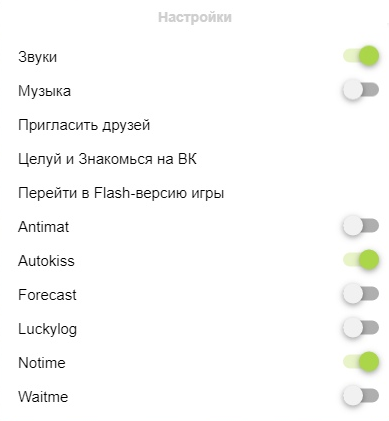 Настройки
Звуки
Музыка
Пригласить друзей
Целуй и Знакомься на ВК
Перейти в Flash-версию игры
Antimat
Autokiss
Forecast
Luckylog
Notime
Waitme